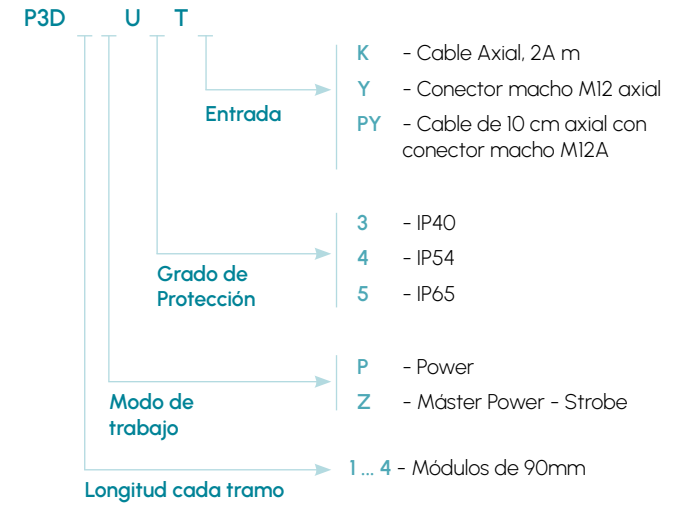 P3D U T
K - Cable Axial, 2A m
Y - Conector macho M12 axial
Entrada
PY - Cable de 10 cm axial con
conector macho M12A
3 - IP40
4 - IP54
5 - IP65
Grado de
Protección
P - Power
Z - Máster Power - Strobe
Modo de
trabajo
1 ... 4 - Módulos de 90mm
Longitud cada tramo